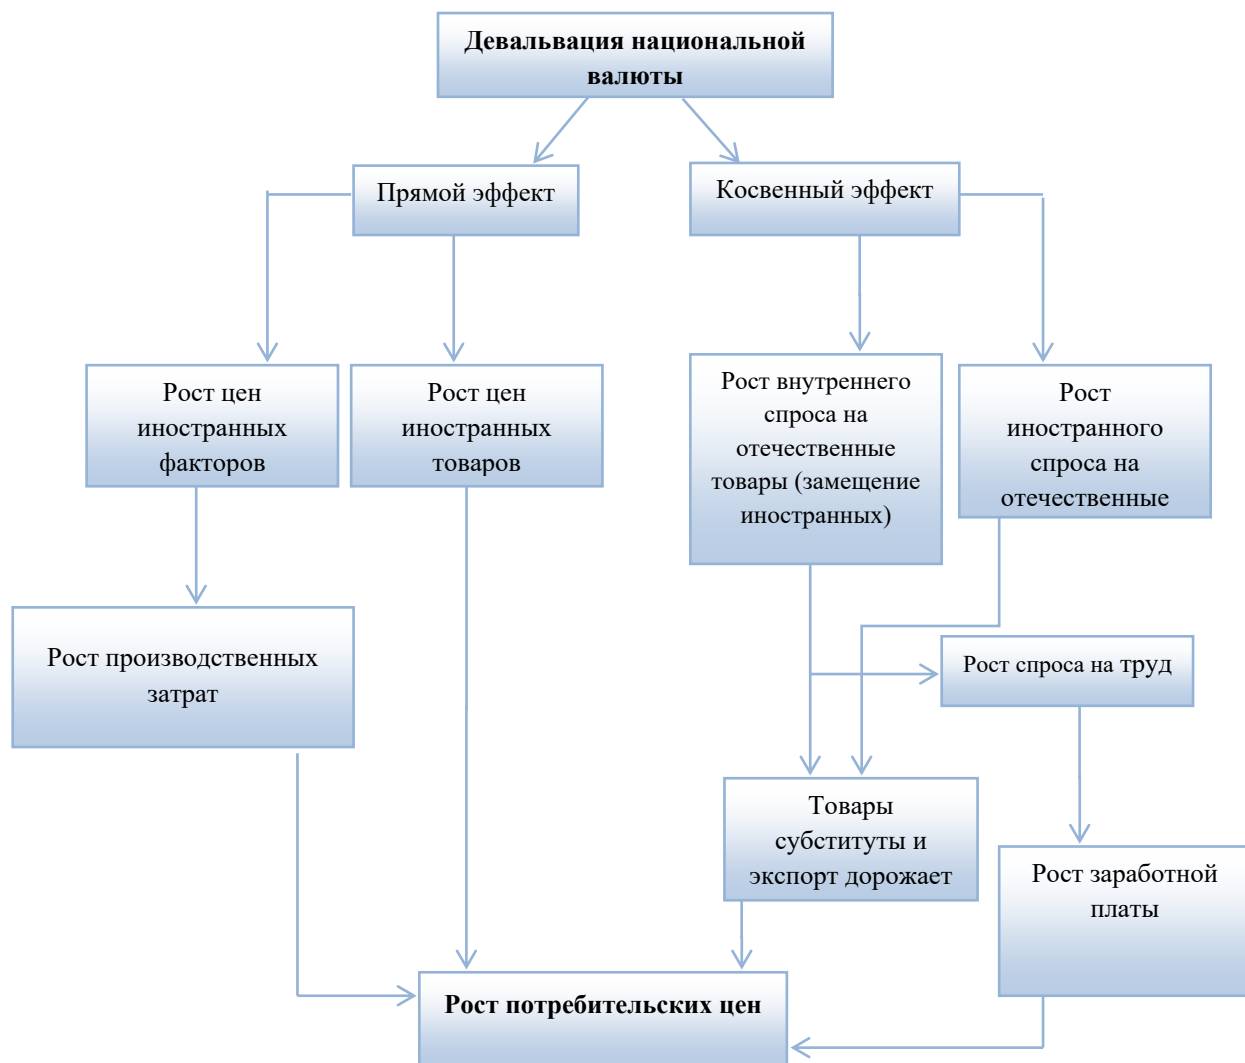 Девальвация национальной
валюты
Прямой эффект
Косвенный эффект
Рост цен
иностранных
факторов
Рост цен
иностранных
товаров
Рост внутреннего
спроса на
отечественные
товары (замещение
иностранных)
Рост
иностранного
спроса на
отечественные
Рост производственных
затрат
Рост спроса на труд
Товары
субституты и
экспорт дорожает
Рост заработной
платы
Рост потребительских цен